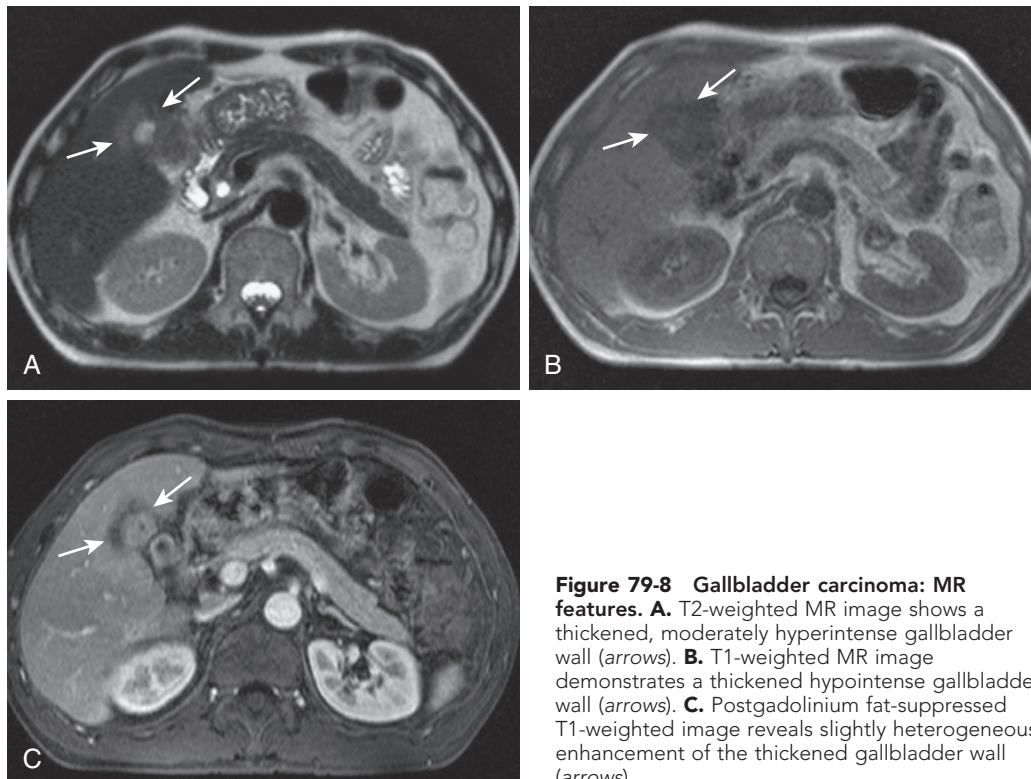 A
B
C
Figure 79-8 Gallbladder carcinoma: MR
features. A. T2-weighted MR image shows a
thickened, moderately hyperintense gallbladder
wall (arrows). B. T1-weighted MR image
demonstrates a thickened hypointense gallbladde
wall (arrows). C. Postgadolinium fat-suppressed
T1-weighted image reveals slightly heterogeneous
enhancement of the thickened gallbladder wall
(arrows)